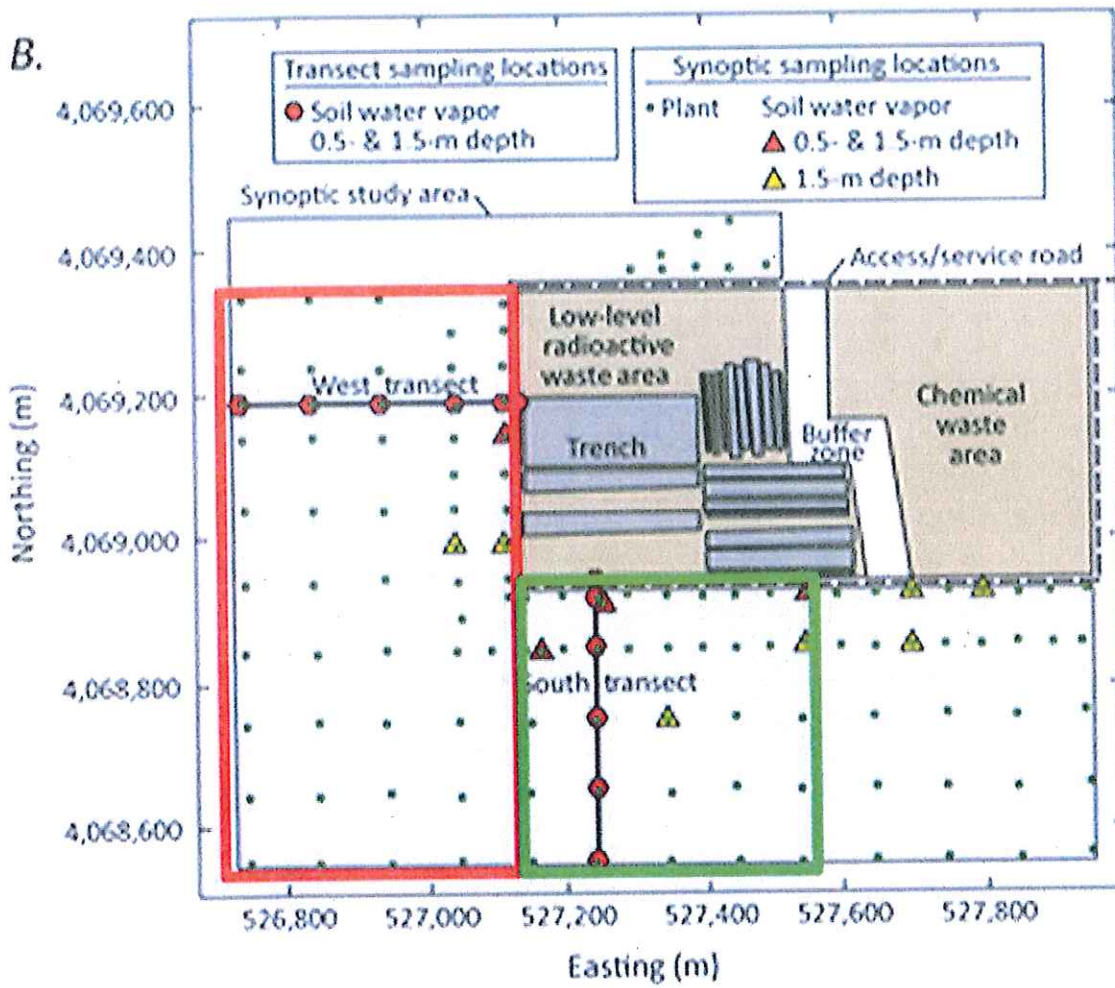 B.
Transect sampling locations
Soil water vapor
0.5- & 1.5-m depth
Synoptic sampling locations
Plant
Soil water vapor
0.5- & 1.5-m depth
1.5-m depth
Synoptic study area
Access/service road
Low-level
radioactive
waste area
West transect
Trench
Buffer
zone
Chemical
waste
area
South transect
Northing (m)
4,069,600
4,069,400
4,069,200
4,069,000
4,068,800
4,068,600
526,800 527,000 527,200 527,400 527,600 527,800
Easting (m)